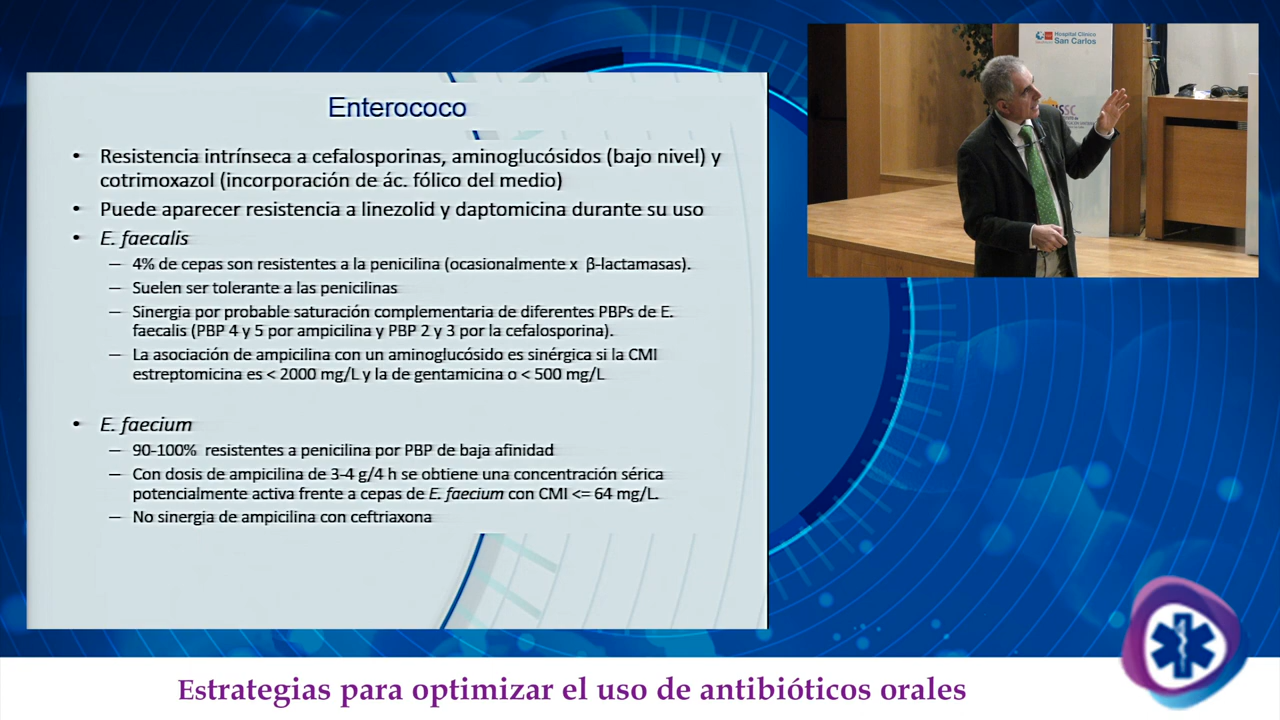 Enterococo
• Resistencia intrínseca a cefalosporinas, aminoglucósidos (bajo nivel) y
cotrimoxazol (incorporación de ác. fólico del medio)
• Puede aparecer resistencia a linezolid y daptomicina durante su uso
• E. faecalis
– 4% de cepas son resistentes a la penicilina (ocasionalmente x β-lactamasas).
– Suelen ser tolerante a las penicilinas
– Sinergia por probable saturación complementaria de diferentes PBPs de E.
faecalis (PBP 4 y 5 por ampicilina y PBP 2 y 3 por la cefalosporina).
– La asociación de ampicilina con un aminoglucósido es sinérgica si la CMI
estreptomicina es < 2000 mg/L y la de gentamicina o < 500 mg/L
• E. faecium
– 90-100% resistentes a penicilina por PBP de baja afinidad
– Con dosis de ampicilina de 3-4 g/4 h se obtiene una concentración sérica
potencialmente activa frente a cepas de E. faecium con CMI <= 64 mg/L.
– No sinergia de ampicilina con ceftriaxona
Hospital Clínico
San Carlos
SSC
Estrategias para optimizar el uso de antibióticos orales